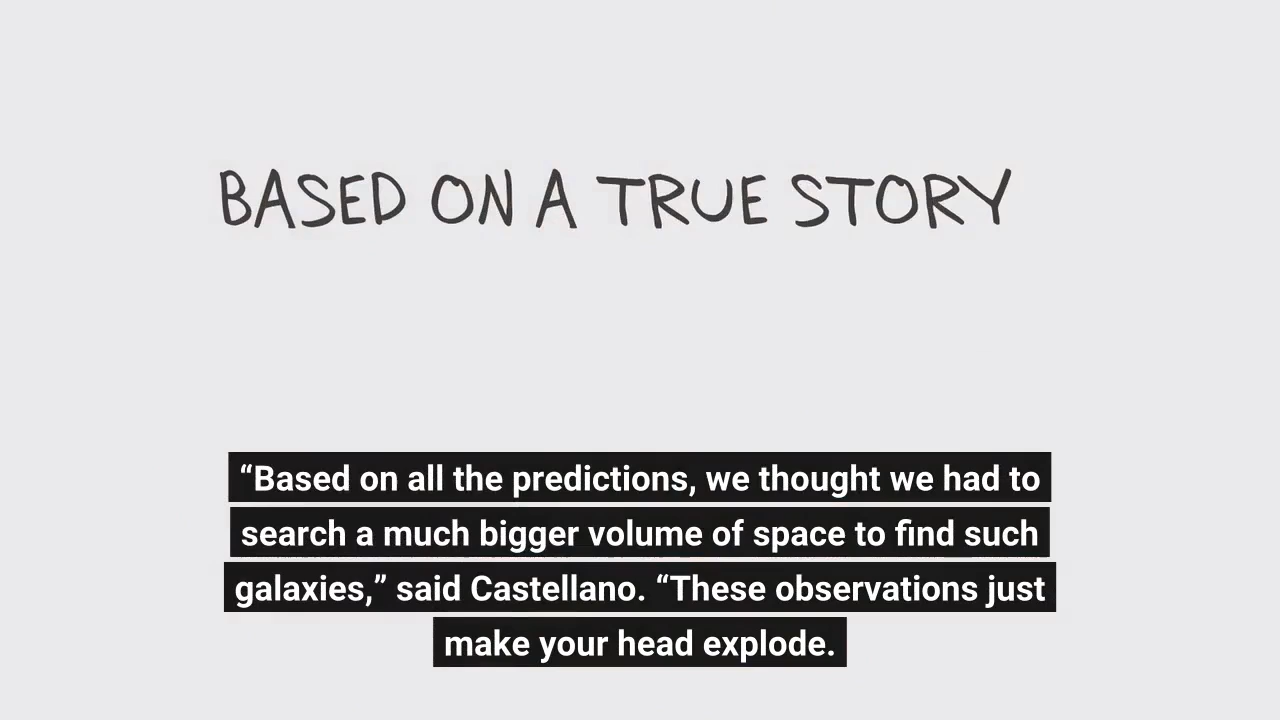 BASED ON A TRUE STORY
“Based on all the predictions, we thought we had to
search a much bigger volume of space to find such
galaxies,” said Castellano. “These observations just
make your head explode.